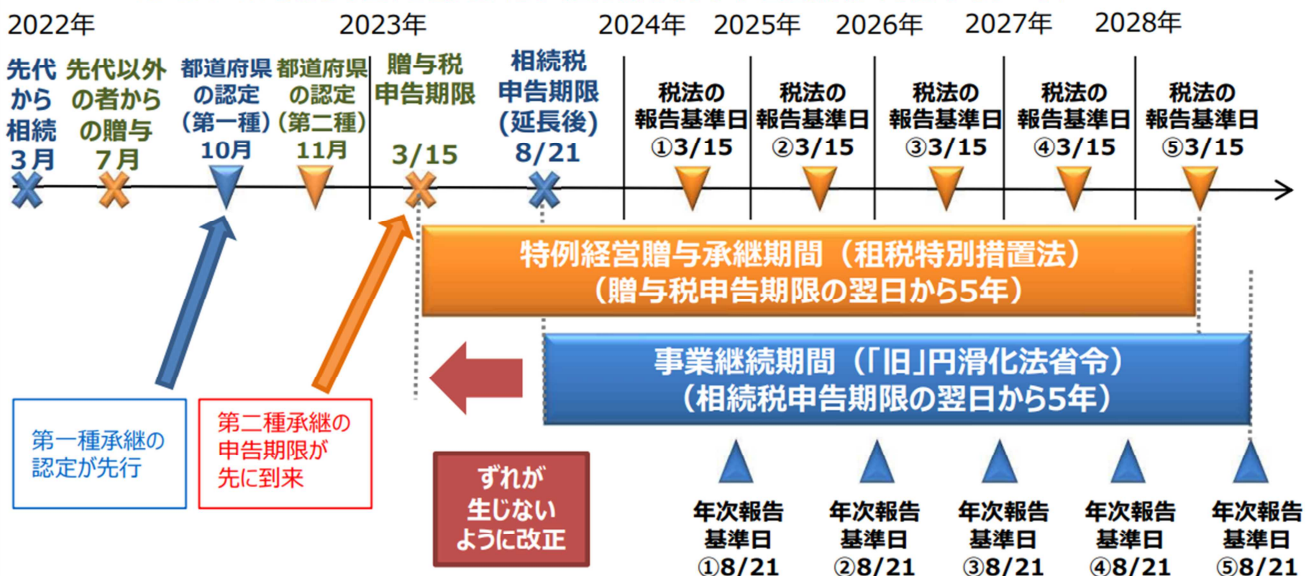 2022年
2023年
2024年
2025年
2026年
2027年
2028年
先代
から
相続
3月
先代以外
の者から
の贈与
7月
都道府県
の認定
(第一種)
10月
都道府県
の認定
(第二種)
11月
贈与税
申告期限
3/15
相続税
申告期限
(延長後)
8/21
税法の
報告基準日
①3/15
税法の
報告基準日
②3/15
税法の
報告基準日
③3/15
税法の
報告基準日
④3/15
税法の
報告基準日
⑤3/15
特例経営贈与承継期間（租税特別措置法）
（贈与税申告期限の翌日から5年）
事業継続期間（「旧」円滑化法省令）
（相続税申告期限の翌日から5年）
第一種承継の
認定が先行
第二種承継の
申告期限が
先に到来
ずれが
生じない
ように改正
年次報告
基準日
①8/21
年次報告
基準日
②8/21
年次報告
基準日
③8/21
年次報告
基準日
④8/21
年次報告
基準日
⑤8/21